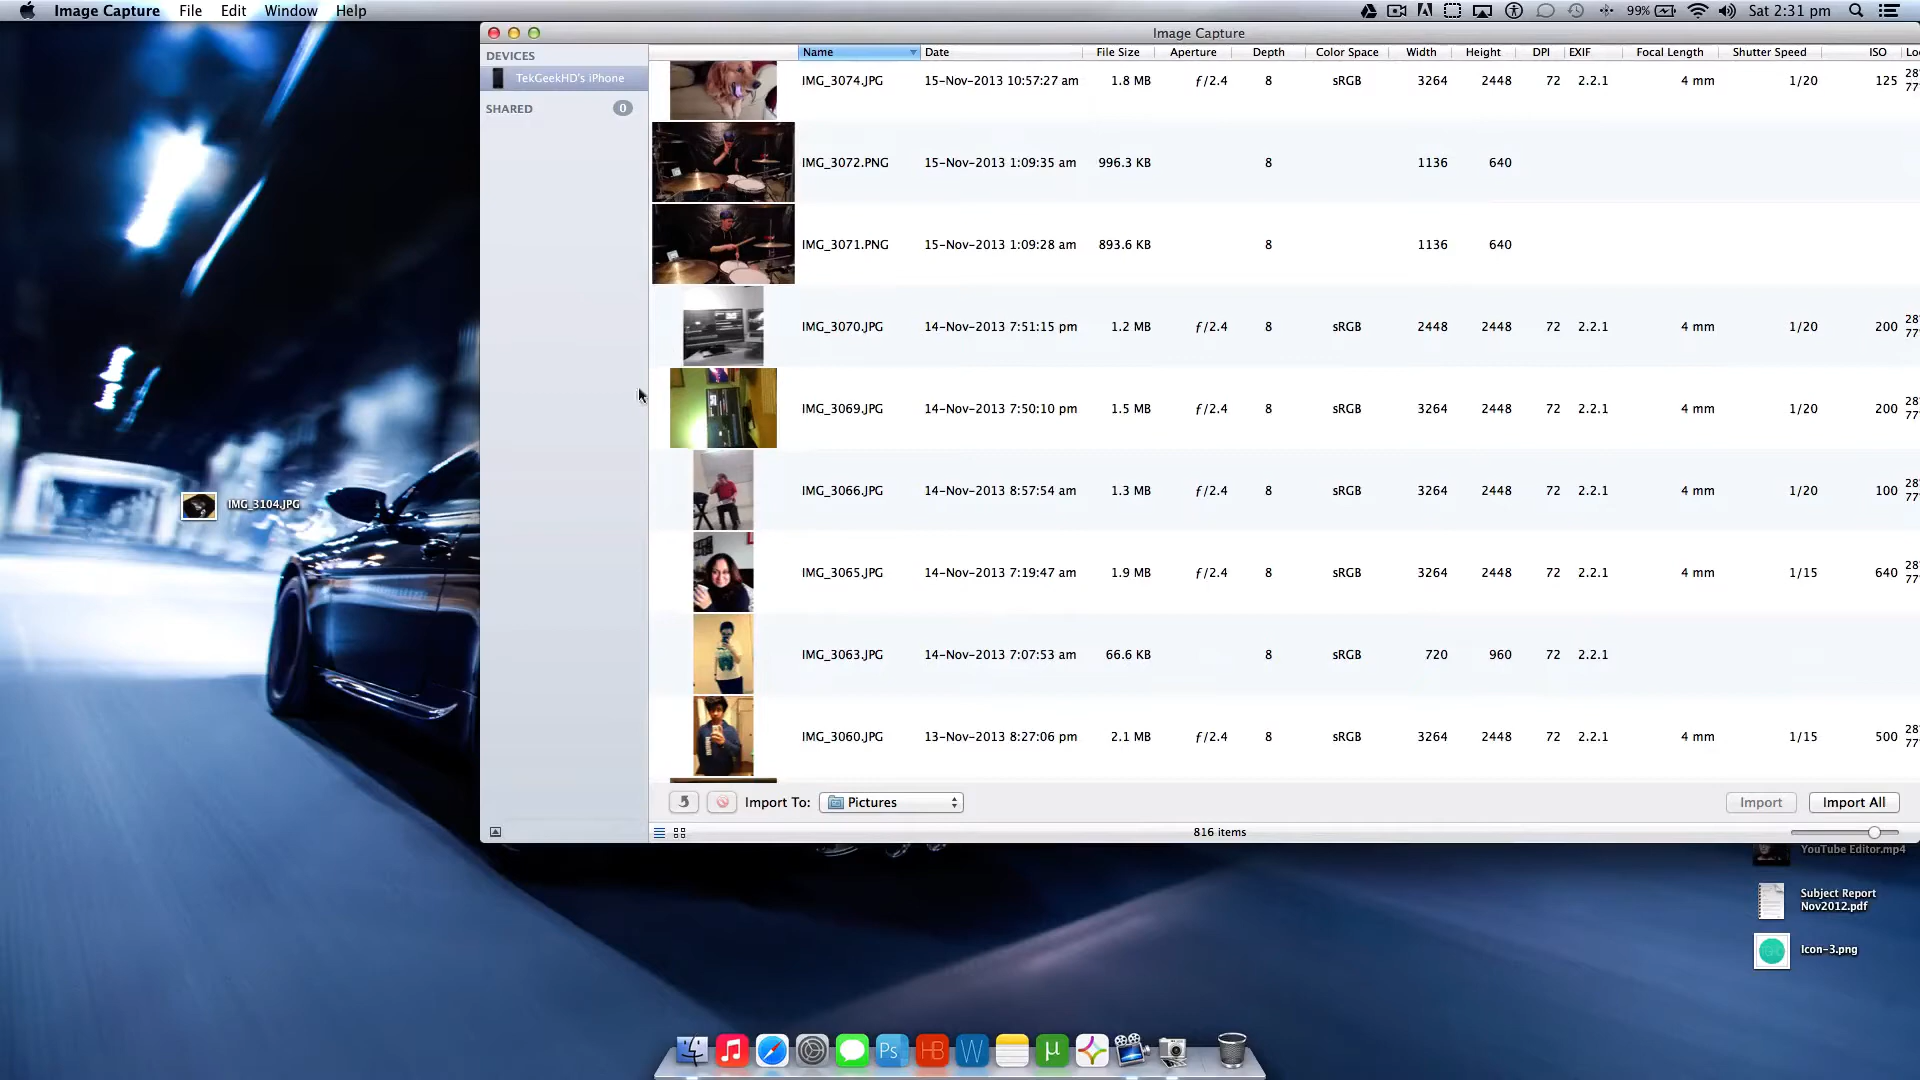 Image Capture File Edit Window Help 99% Sat 2:31 pm
Image Capture
DEVICES
TekGeekHD's iPhone
SHARED 0
Name Date File Size Aperture Depth Color Space Width Height DPI EXIF Focal Length Shutter Speed ISO
IMG_3074.JPG 15-Nov-2013 10:57:27 am 1.8 MB ƒ/2.4 8 sRGB 3264 2448 72 2.2.1 4 mm 1/20 125
IMG_3072.PNG 15-Nov-2013 1:09:35 am 996.3 KB 8 1136 640
IMG_3071.PNG 15-Nov-2013 1:09:28 am 893.6 KB 8 1136 640
IMG_3070.JPG 14-Nov-2013 7:51:15 pm 1.2 MB ƒ/2.4 8 sRGB 2448 2448 72 2.2.1 4 mm 1/20 200
IMG_3069.JPG 14-Nov-2013 7:50:10 pm 1.5 MB ƒ/2.4 8 sRGB 3264 2448 72 2.2.1 4 mm 1/20 200
IMG_3066.JPG 14-Nov-2013 8:57:54 am 1.3 MB ƒ/2.4 8 sRGB 3264 2448 72 2.2.1 4 mm 1/20 100
IMG_3065.JPG 14-Nov-2013 7:19:47 am 1.9 MB ƒ/2.4 8 sRGB 3264 2448 72 2.2.1 4 mm 1/15 640
IMG_3063.JPG 14-Nov-2013 7:07:53 am 66.6 KB 8 sRGB 720 960 72 2.2.1
IMG_3060.JPG 13-Nov-2013 8:27:06 pm 2.1 MB ƒ/2.4 8 sRGB 3264 2448 72 2.2.1 4 mm 1/15 500
Import To: Pictures Import Import All
816 items
IMG_3104.JPG
YouTube Editor.mp4
Subject Report
Nov2012.pdf
Icon-3.png
Ps HB W µ